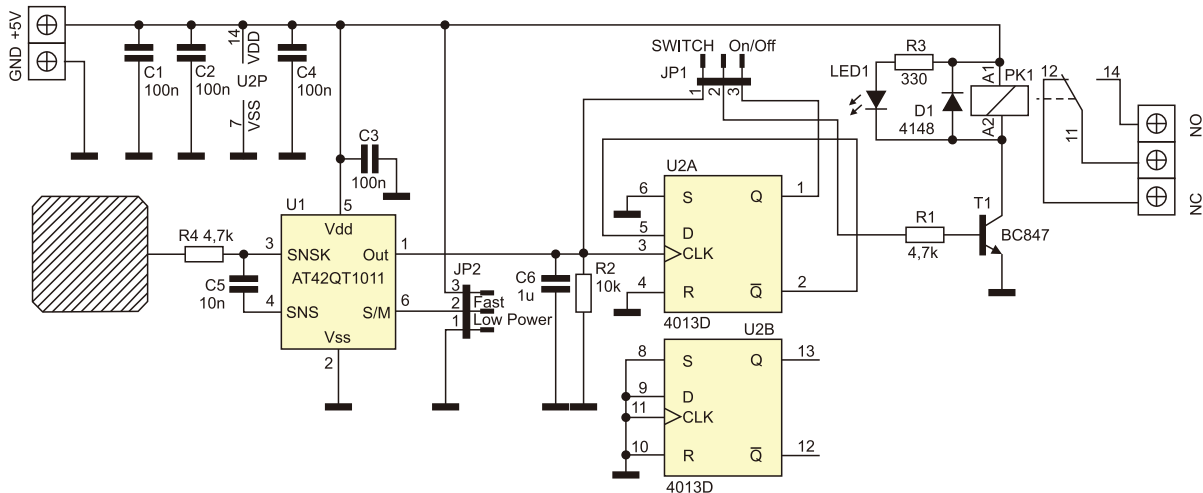 GND +5V
C1
100n
C2
100n
14
VDD
U2P
7
VSS
C4
100n
C3
100n
SWITCH On/Off
JP1
1
2
3
LED1
R3
330
D1
4148
A1
PK1
A2
12
14
11
NO
NC
R4 4,7k
C5
10n
U1
5
Vdd
3 SNSK
Out 1
AT42QT1011
4 SNS
S/M 6
Vss
2
JP2
3
2 Fast
1 Low Power
C6
1u
R2
10k
U2A
6 S
Q 1
5 D
3 CLK
4 R
Q 2
4013D
R1
4,7k
T1
BC847
U2B
8 S
Q 13
9 D
11 CLK
10 R
Q 12
4013D